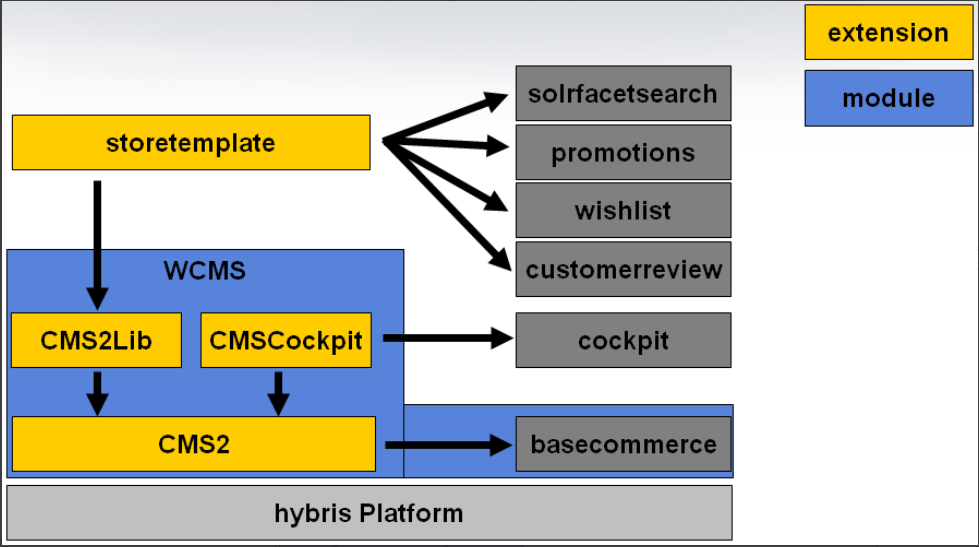 extension
module
solrfacetsearch
storetemplate
promotions
wishlist
customerreview
WCMS
CMS2Lib
CMSCockpit
cockpit
CMS2
basecommerce
hybris Platform